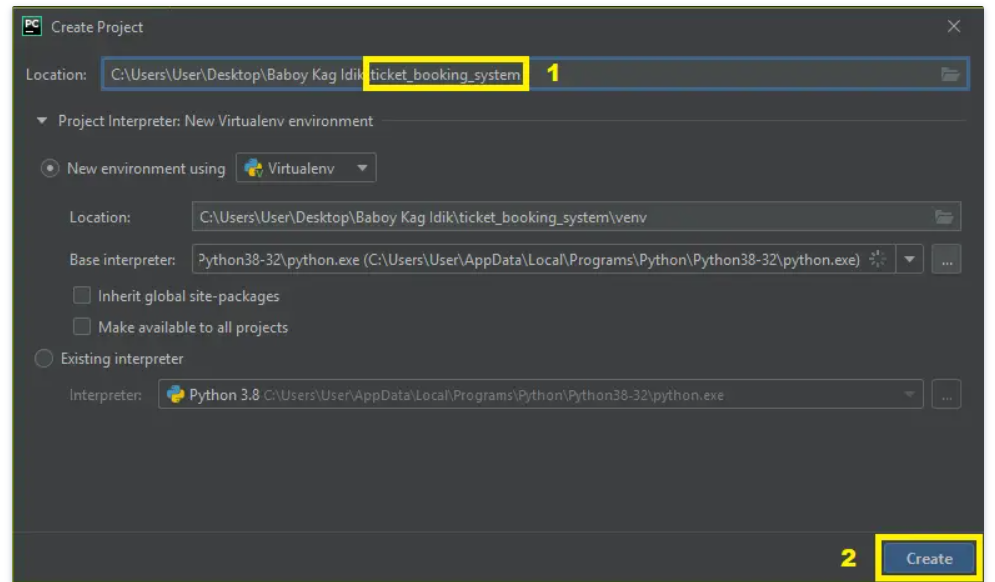 PC Create Project
Location: C:\Users\User\Desktop\Baboy Kag Idik\ticket_booking_system 1
Project Interpreter: New Virtualenv environment
New environment using Virtualenv
Location: C:\Users\User\Desktop\Baboy Kag Idik\ticket_booking_system\venv
Base interpreter: Python38-32\python.exe (C:\Users\User\AppData\Local\Programs\Python\Python38-32\python.exe) ...
Inherit global site-packages
Make available to all projects
Existing interpreter
Interpreter: Python 3.8 C:\Users\User\AppData\Local\Programs\Python\Python38-32\python.exe ...
2 Create